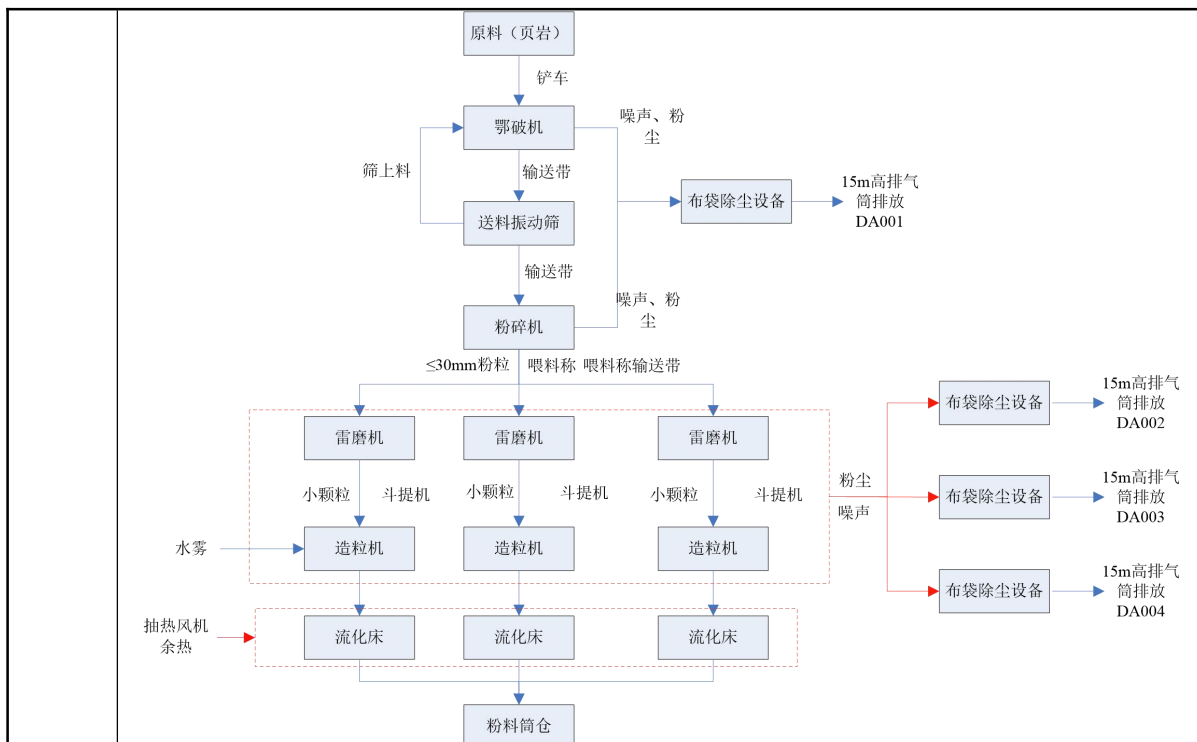 原料（页岩）
铲车
鄂破机
噪声、粉
尘
筛上料
输送带
送料振动筛
布袋除尘设备
15m高排气
筒排放
DA001
输送带
噪声、粉
尘
粉碎机
≤30mm粉粒
喂料称 喂料称输送带
雷磨机
雷磨机
雷磨机
小颗粒
斗提机
小颗粒
斗提机
小颗粒
斗提机
水雾
造粒机
造粒机
造粒机
粉尘
噪声
布袋除尘设备
15m高排气
筒排放
DA002
布袋除尘设备
15m高排气
筒排放
DA003
布袋除尘设备
15m高排气
筒排放
DA004
抽热风机
余热
流化床
流化床
流化床
粉料筒仓